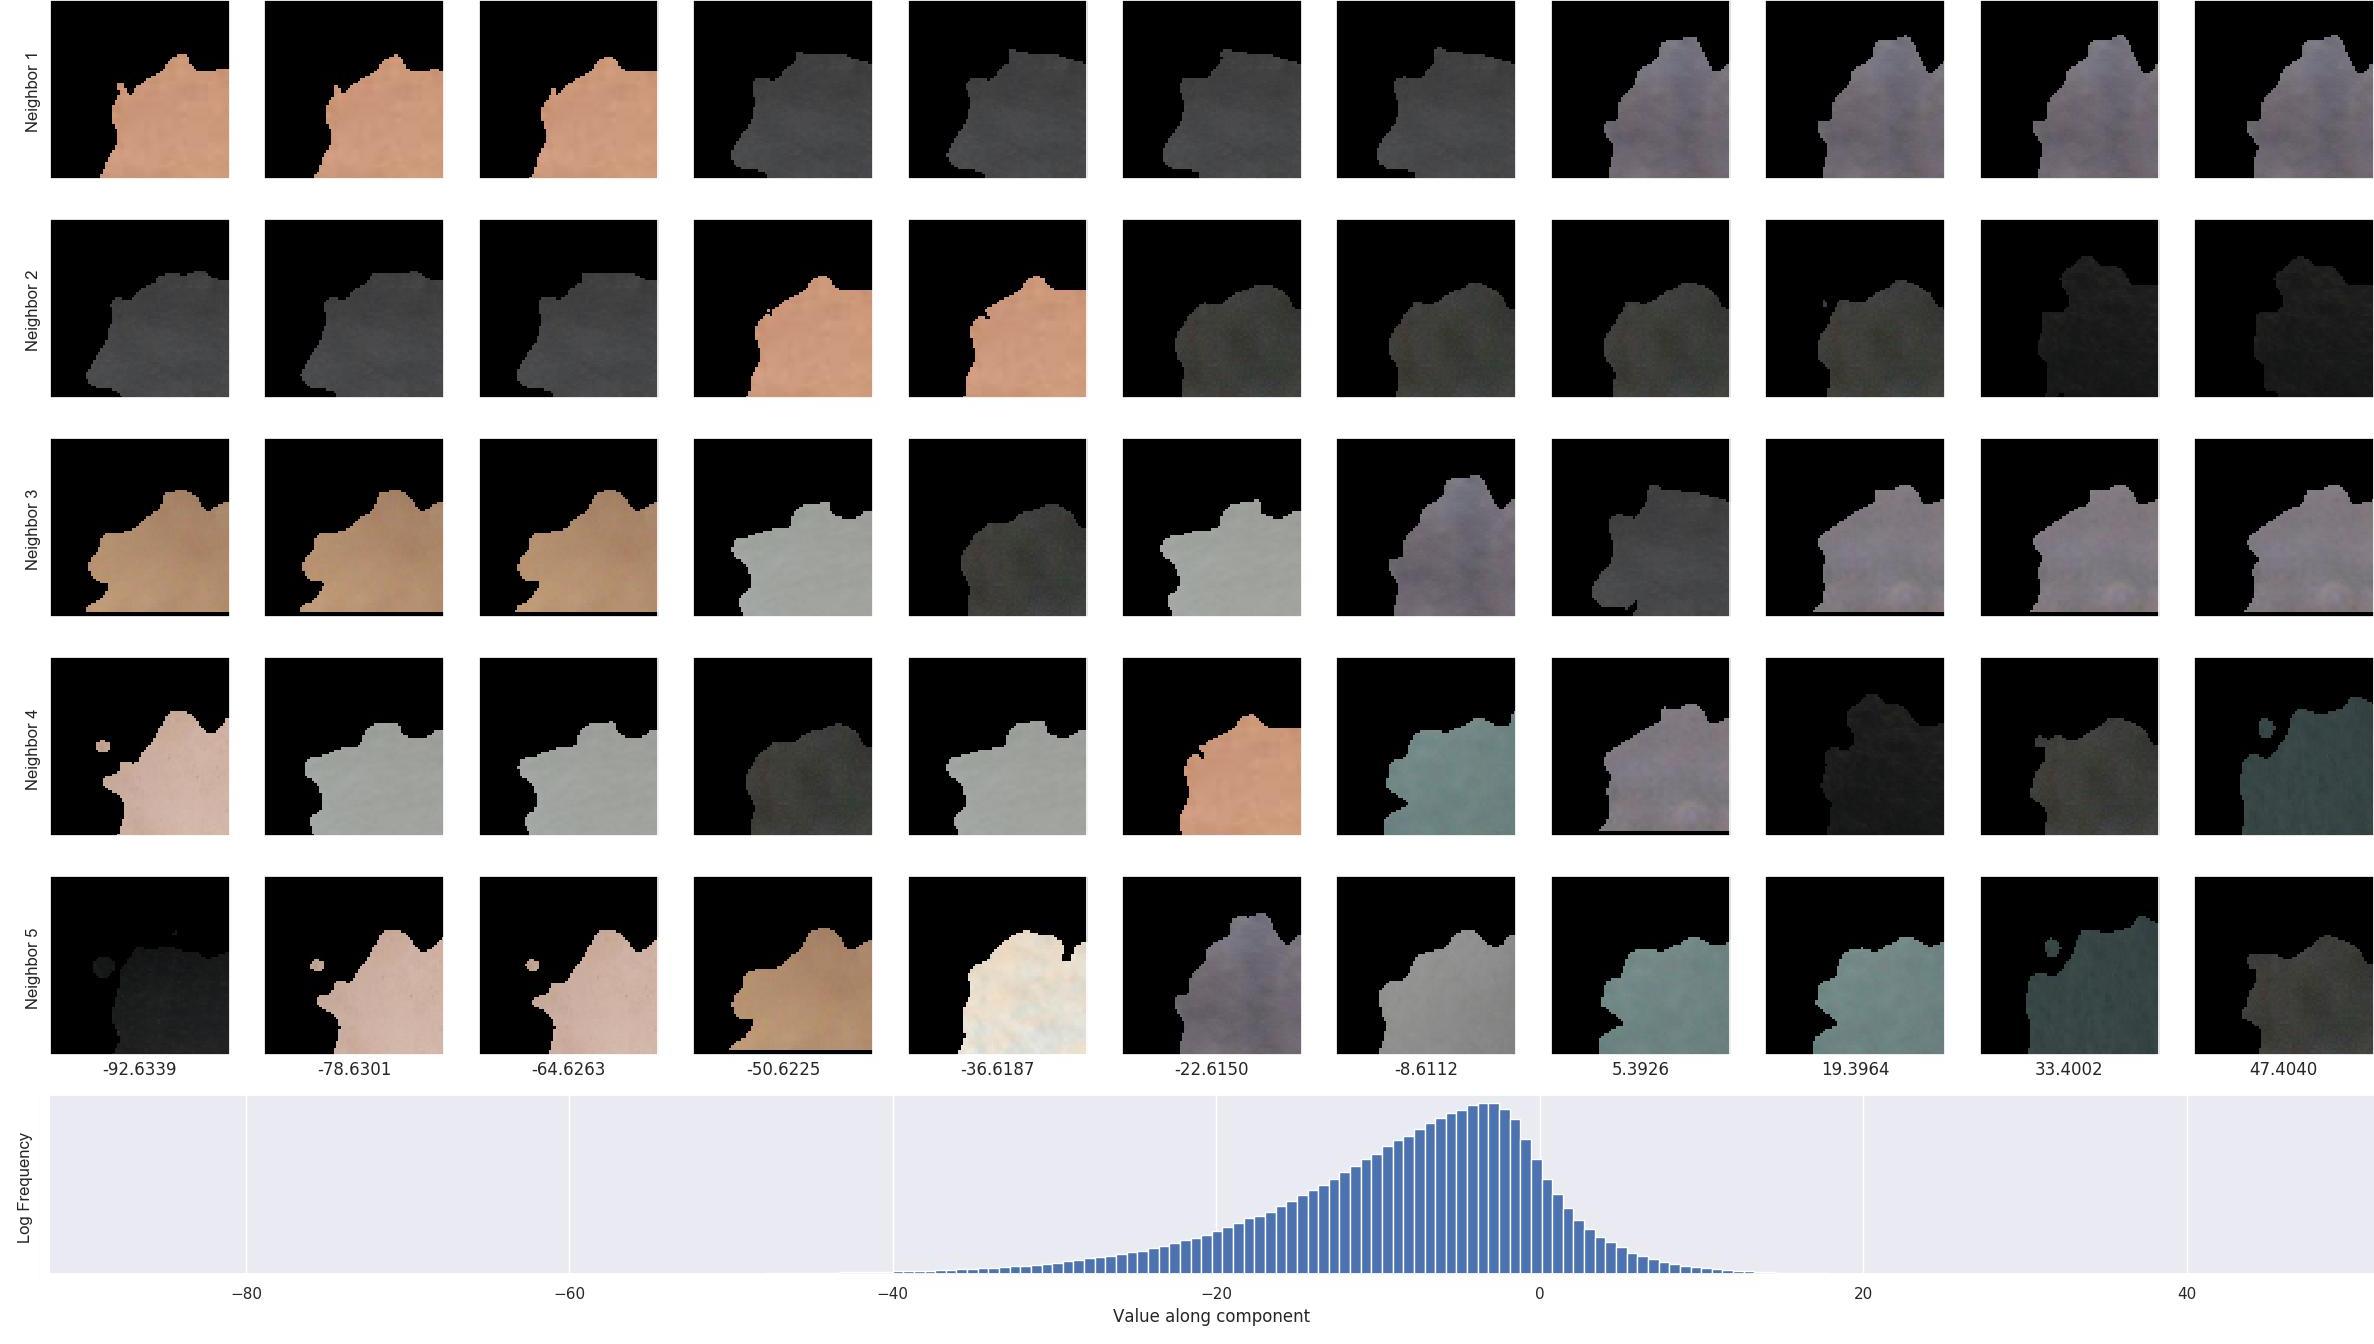 Neighbor 1
Neighbor 2
Neighbor 3
Neighbor 4
Neighbor 5
-92.6339 -78.6301 -64.6263 -50.6225 -36.6187 -22.6150 -8.6112 5.3926 19.3964 33.4002 47.4040
Log Frequency
−80 −60 −40 −20 0 20 40
Value along component